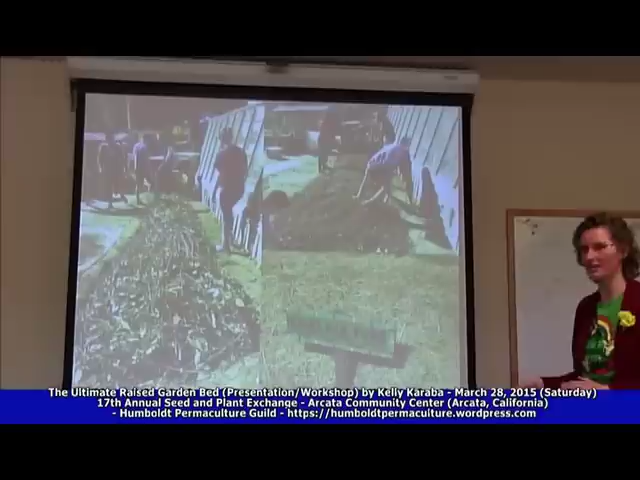 The Ultimate Raised Garden Bed (Presentation/Workshop) by Kelly Karaba - March 28, 2015 (Saturday)
17th Annual Seed and Plant Exchange - Arcata Community Center (Arcata, California)
- Humboldt Permaculture Guild - https://humboldtpermaculture.wordpress.com